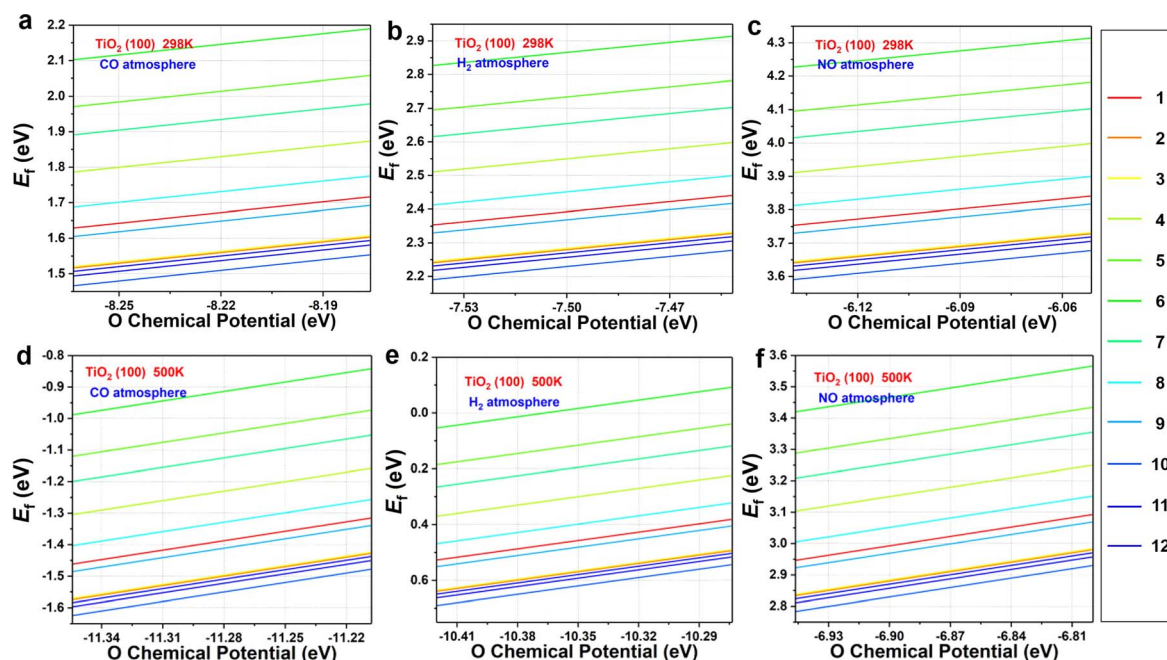 a
TiO2 (100) 298K
CO atmosphere
2.2
2.1
2.0
1.9
1.8
1.7
1.6
1.5
Ef (eV)
-8.25
-8.22
-8.19
O Chemical Potential (eV)
b
TiO2 (100) 298K
H2 atmosphere
2.9
2.8
2.7
2.6
2.5
2.4
2.3
2.2
Ef (eV)
-7.53
-7.50
-7.47
O Chemical Potential (eV)
c
TiO2 (100) 298K
NO atmosphere
4.3
4.2
4.1
4.0
3.9
3.8
3.7
3.6
Ef (eV)
-6.12
-6.09
-6.06
O Chemical Potential (eV)
d
TiO2 (100) 500K
CO atmosphere
-0.8
-0.9
-1.0
-1.1
-1.2
-1.3
-1.4
-1.5
-1.6
Ef (eV)
-11.34
-11.31
-11.28
-11.25
-11.22
O Chemical Potential (eV)
e
TiO2 (100) 500K
H2 atmosphere
0.2
0.0
0.2
0.4
0.6
Ef (eV)
-10.41
-10.38
-10.35
-10.32
-10.29
O Chemical Potential (eV)
f
TiO2 (100) 500K
NO atmosphere
3.6
3.5
3.4
3.3
3.2
3.1
3.0
2.9
2.8
Ef (eV)
-6.93
-6.90
-6.87
-6.84
-6.81
O Chemical Potential (eV)
1
2
3
4
5
6
7
8
9
10
11
12